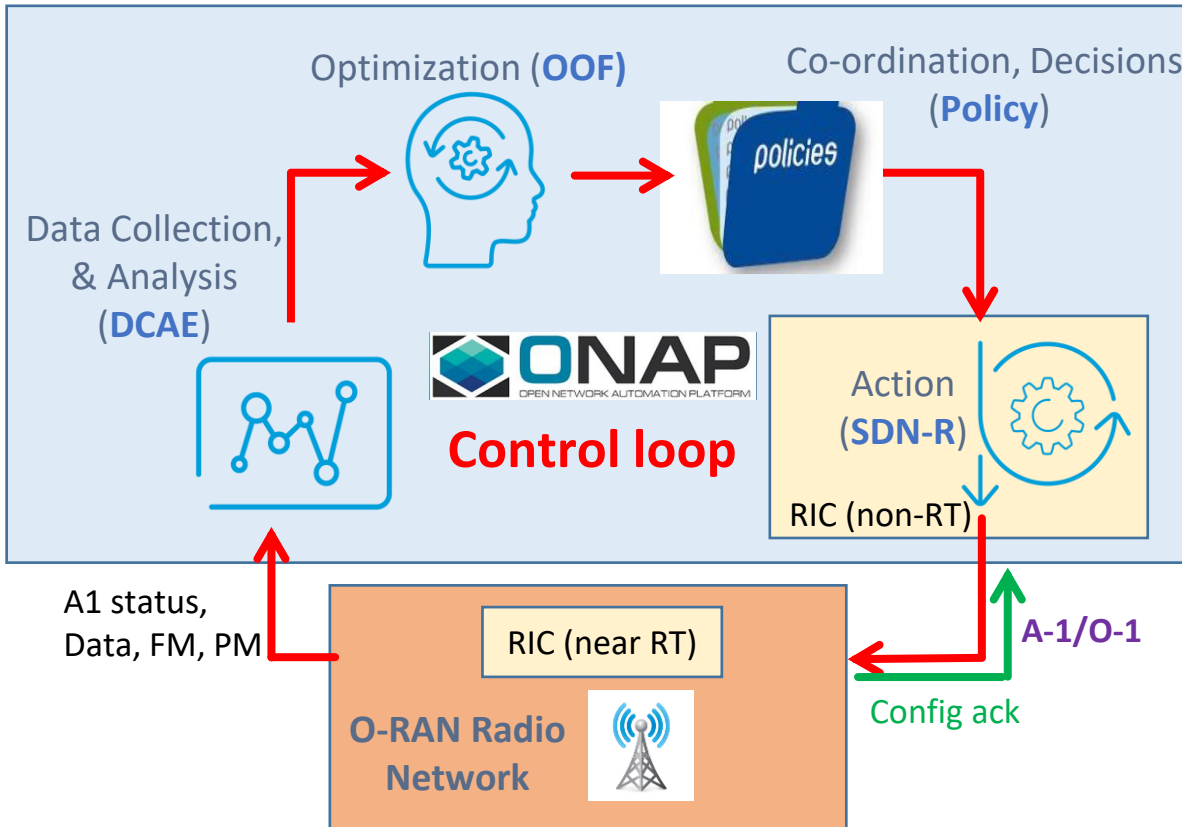 Optimization (OOF)
Co-ordination, Decisions
(Policy)
policies
Data Collection,
& Analysis
(DCAE)
ONAP
OPEN NETWORK AUTOMATION PLATFORM
Control loop
Action
(SDN-R)
RIC (non-RT)
A1 status,
Data, FM, PM
RIC (near RT)
A-1/O-1
Config ack
O-RAN Radio
Network